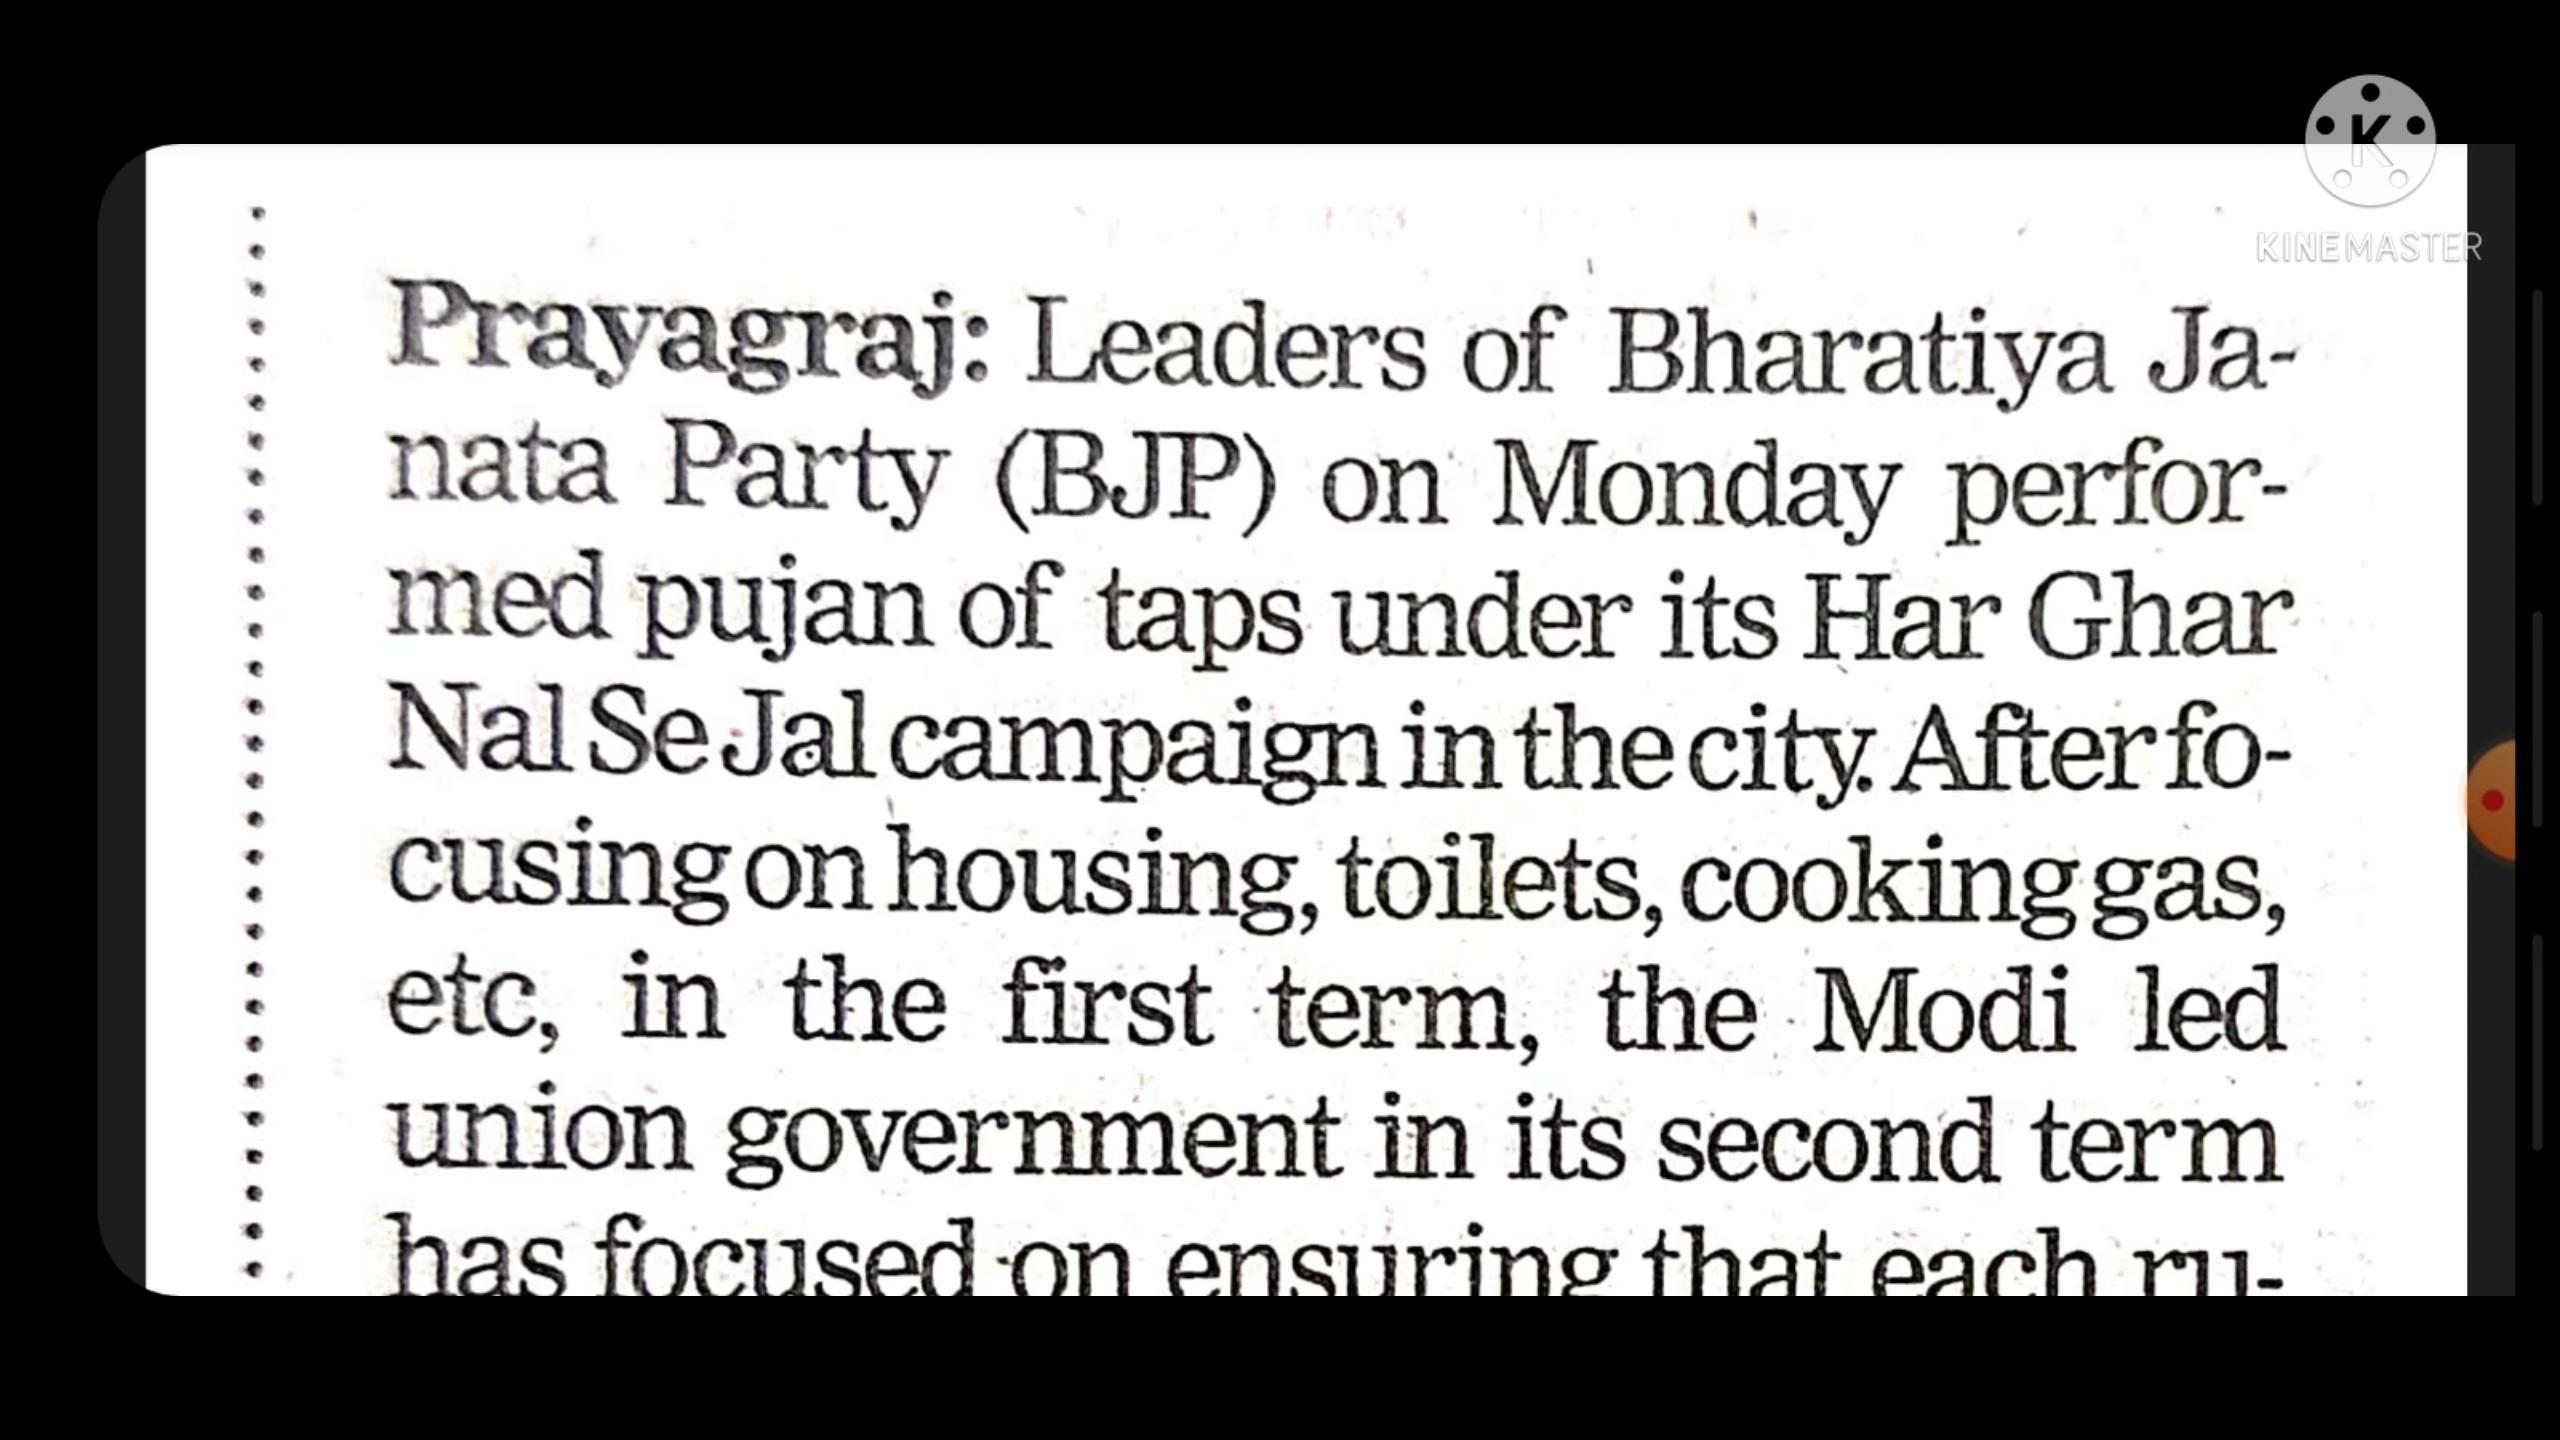 K
KINEMASTER
Prayagraj: Leaders of Bharatiya Ja-
nata Party (BJP) on Monday perfor-
med pujan of taps under its Har Ghar
Nal Se Jal campaign in the city. After fo-
cusing on housing, toilets, cooking gas,
etc, in the first term, the Modi led
union government in its second term
has focused on ensuring that each ru-